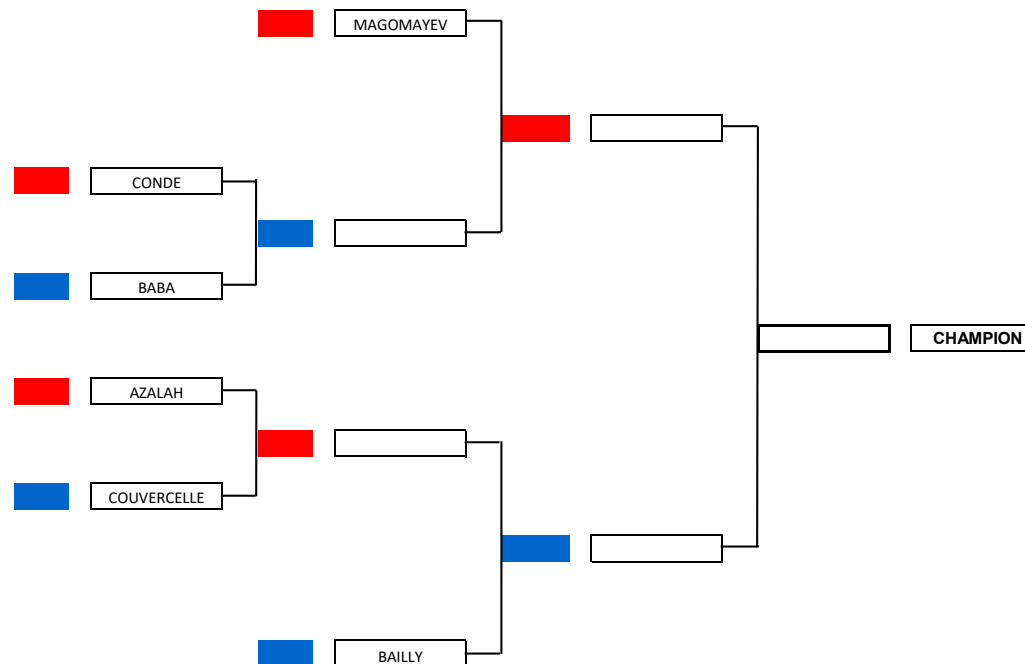 MAGOMAYEV
CONDE
BABA
CHAMPION
AZALAH
COUVERCELLE
BAILLY